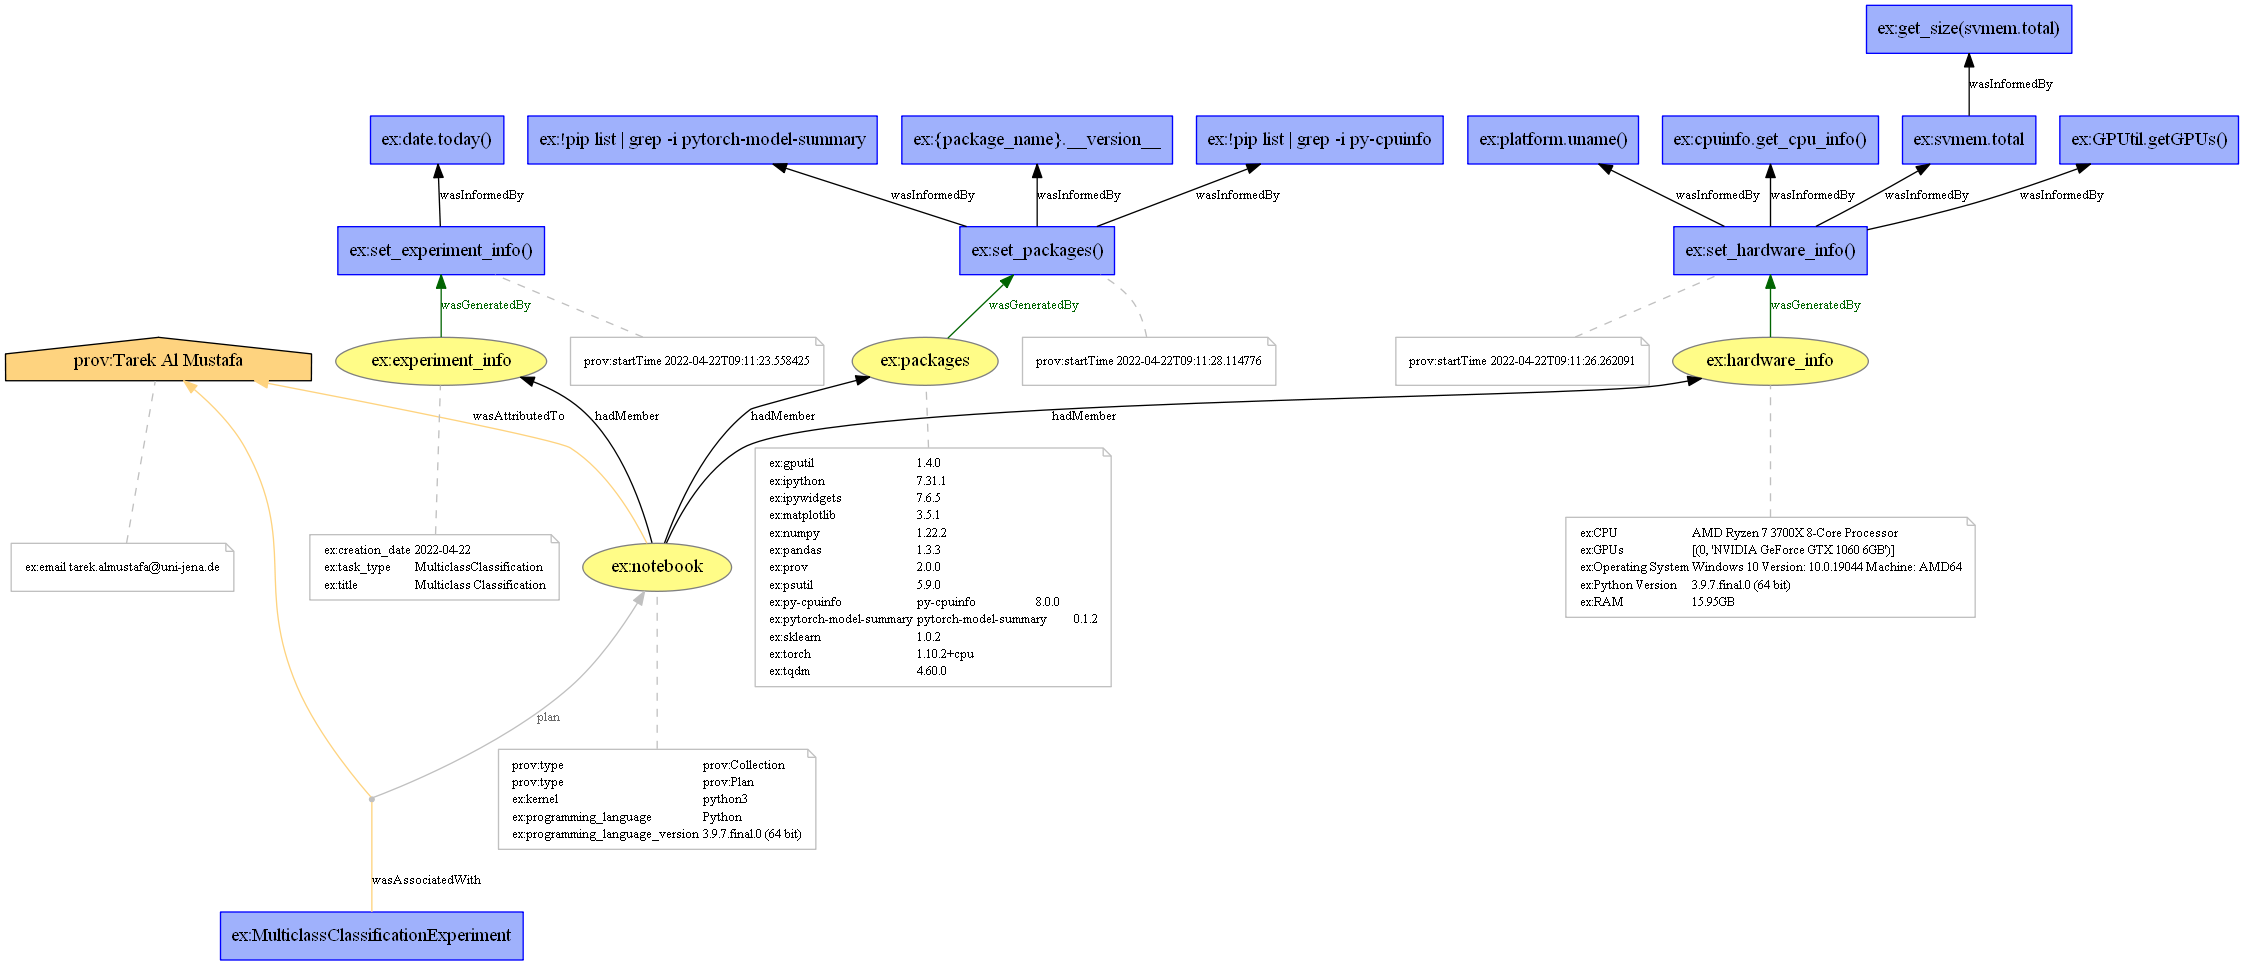 ex:get_size(svmem.total)
wasInformedBy
ex:date.today()
ex:!pip list | grep -i pytorch-model-summary
ex:{package_name}.__version__
ex:!pip list | grep -i py-cpuinfo
ex:platform.uname()
ex:cpuinfo.get_cpu_info()
ex:svmem.total
ex:GPUtil.getGPUs()
wasInformedBy
wasInformedBy
wasInformedBy
wasInformedBy
wasInformedBy
wasInformedBy
wasInformedBy
wasInformedBy
ex:set_experiment_info()
ex:set_packages()
ex:set_hardware_info()
wasGeneratedBy
wasGeneratedBy
wasGeneratedBy
prov:Tarek Al Mustafa
ex:experiment_info
prov:startTime 2022-04-22T09:11:23.558425
ex:packages
prov:startTime 2022-04-22T09:11:28.114776
prov:startTime 2022-04-22T09:11:26.262091
ex:hardware_info
wasAttributedTo
hadMember
hadMember
hadMember
ex:email tarek.almustafa@uni-jena.de
ex:creation_date 2022-04-22
ex:task_type MulticlassClassification
ex:title Multiclass Classification
ex:notebook
ex:gputil 1.4.0
ex:ipython 7.31.1
ex:ipywidgets 7.6.5
ex:matplotlib 3.5.1
ex:numpy 1.22.2
ex:pandas 1.3.3
ex:prov 2.0.0
ex:psutil 5.9.0
ex:py-cpuinfo py-cpuinfo 8.0.0
ex:pytorch-model-summary pytorch-model-summary 0.1.2
ex:sklearn 1.0.2
ex:torch 1.10.2+cpu
ex:tqdm 4.60.0
ex:CPU AMD Ryzen 7 3700X 8-Core Processor
ex:GPUs [(0, 'NVIDIA GeForce GTX 1060 6GB')]
ex:Operating System Windows 10 Version: 10.0.19044 Machine: AMD64
ex:Python Version 3.9.7.final.0 (64 bit)
ex:RAM 15.95GB
plan
prov:type prov:Collection
prov:type prov:Plan
ex:kernel python3
ex:programming_language Python
ex:programming_language_version 3.9.7.final.0 (64 bit)
wasAssociatedWith
ex:MulticlassClassificationExperiment